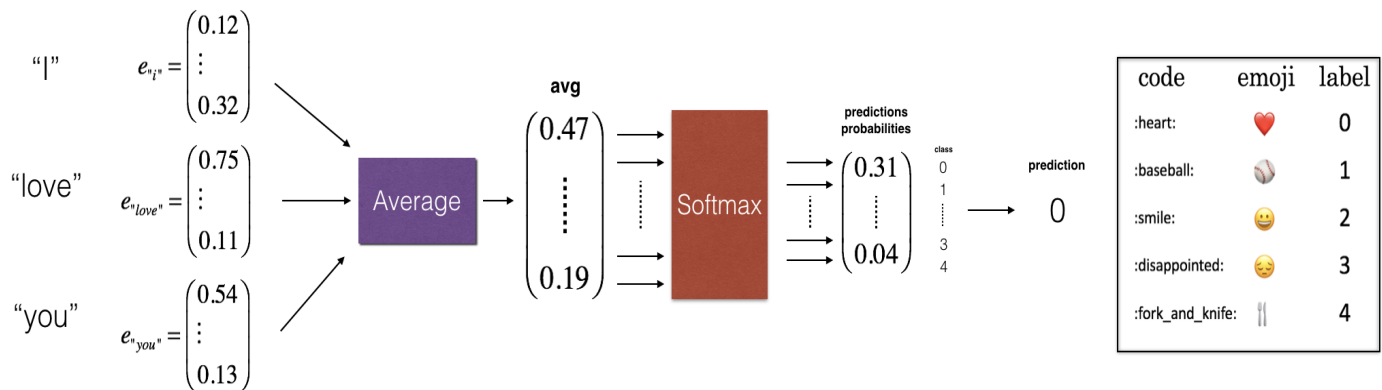 “I”
e"i" =
0.12
⋮
0.32
“love”
e"love" =
0.75
⋮
0.11
“you”
e"you" =
0.54
⋮
0.13
Average
avg
0.47
0.19
Softmax
predictions
probabilities
0.31
0.04
class
0
1
3
4
prediction
0
code emoji label
:heart: ❤️ 0
:baseball: ⚾ 1
:smile: 😀 2
:disappointed: 😔 3
:fork_and_knife: 🍴 4